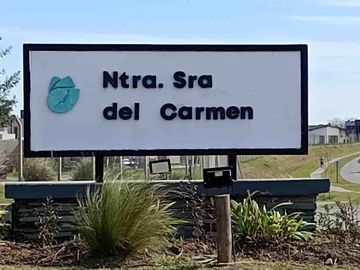 Ntra. Sra
del Carmen